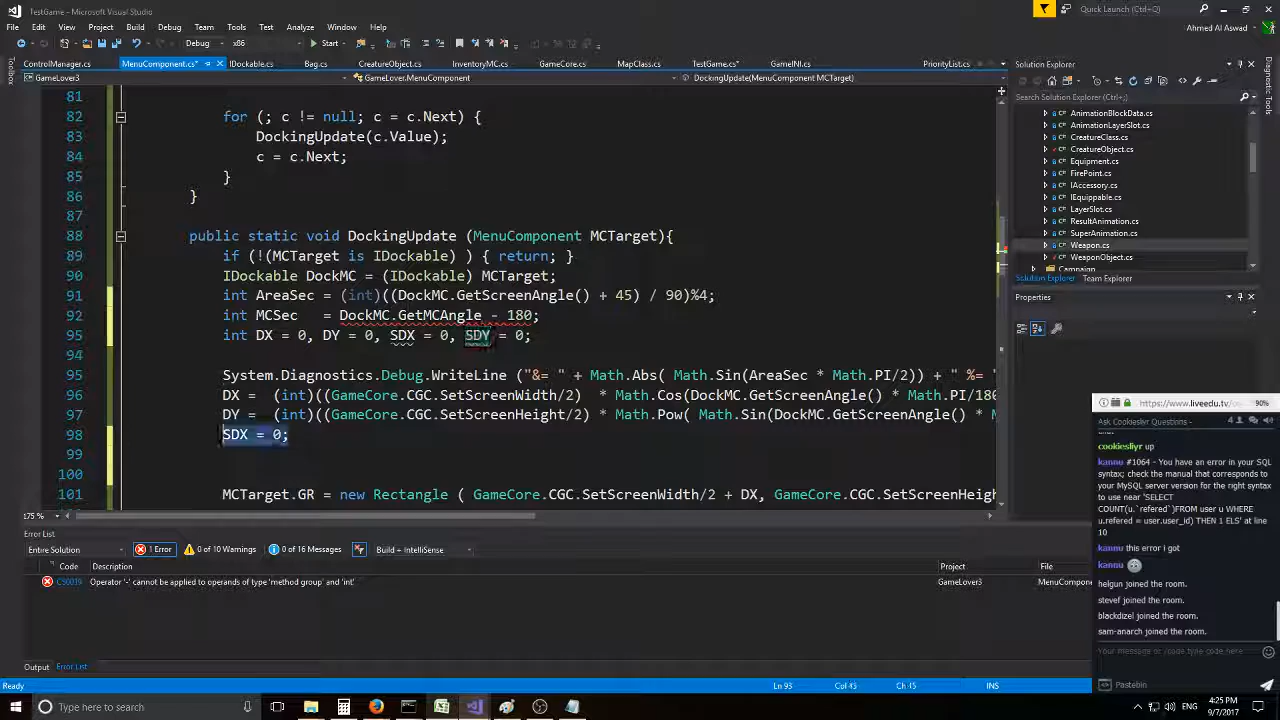 TestGame - Microsoft Visual Studio
Quick Launch (Ctrl+Q)
File Edit View Project Build Debug Team Tools Architecture Test Analyze Window Help
Ahmed Al Aswad
Debug x86 Start
ControlManager.cs MenuComponent.cs* IDockable.cs Bag.cs CreatureObject.cs InventoryMC.cs GameCore.cs MapClass.cs TestGame.cs* GameINI.cs PriorityList.cs
GameLover3 GameLover.MenuComponent DockingUpdate(MenuComponent MCTarget)
Toolbox
81
82 for (; c != null; c = c.Next) {
83 DockingUpdate(c.Value);
84 c = c.Next;
85 }
86 }
87
88 public static void DockingUpdate (MenuComponent MCTarget){
89 if (!(MCTarget is IDockable) ) { return; }
90 IDockable DockMC = (IDockable) MCTarget;
91 int AreaSec = (int)((DockMC.GetScreenAngle() + 45) / 90)%4;
92 int MCSec = DockMC.GetMCAngle - 180;
95 int DX = 0, DY = 0, SDX = 0, SDY = 0;
94
95 System.Diagnostics.Debug.WriteLine ("&= " + Math.Abs( Math.Sin(AreaSec * Math.PI/2)) + " %= "
96 DX = (int)((GameCore.CGC.SetScreenWidth/2) * Math.Cos(DockMC.GetScreenAngle() * Math.PI/180
97 DY = (int)((GameCore.CGC.SetScreenHeight/2) * Math.Pow( Math.Sin(DockMC.GetScreenAngle() * M
98 SDX = 0;
99
100
101 MCTarget.GR = new Rectangle ( GameCore.CGC.SetScreenWidth/2 + DX, GameCore.CGC.SetScreenHeigh
175 %
Solution Explorer
Search Solution Explorer (Ctrl+;)
AnimationBlockData.cs
AnimationLayerSlot.cs
CreatureClass.cs
CreatureObject.cs
Equipment.cs
FirePoint.cs
IAccessory.cs
IEquippable.cs
LayerSlot.cs
ResultAnimation.cs
SuperAnimation.cs
Weapon.cs
WeaponObject.cs
Campaign
Solution Explorer Team Explorer
Properties
Diagnostic Tools
Error List
Entire Solution 1 Error 0 of 10 Warnings 0 of 16 Messages Build + IntelliSense
Code Description Project File
CS0019 Operator '-' cannot be applied to operands of type 'method group' and 'int' GameLover3 MenuCompone
Output Error List
Ready Ln 93 Col 45 Ch 45 INS
https://www.liveedu.tv/ 90%
Ask Cookiesliyr Questions - 4 1
cookiesliyr up
kannu #1064 - You have an error in your SQL
syntax; check the manual that corresponds to
your MySQL server version for the right syntax
to use near 'SELECT
COUNT(u.`refered`)FROM user u WHERE
u.refered = user.user_id) THEN 1 ELS' at line
10
kannu this error i got
kannu
helgun joined the room.
stevef joined the room.
blackdizel joined the room.
sam-anarch joined the room.
Your message or /code type code_here
Pastebin
Type here to search
4:25 PM
9/7/2017